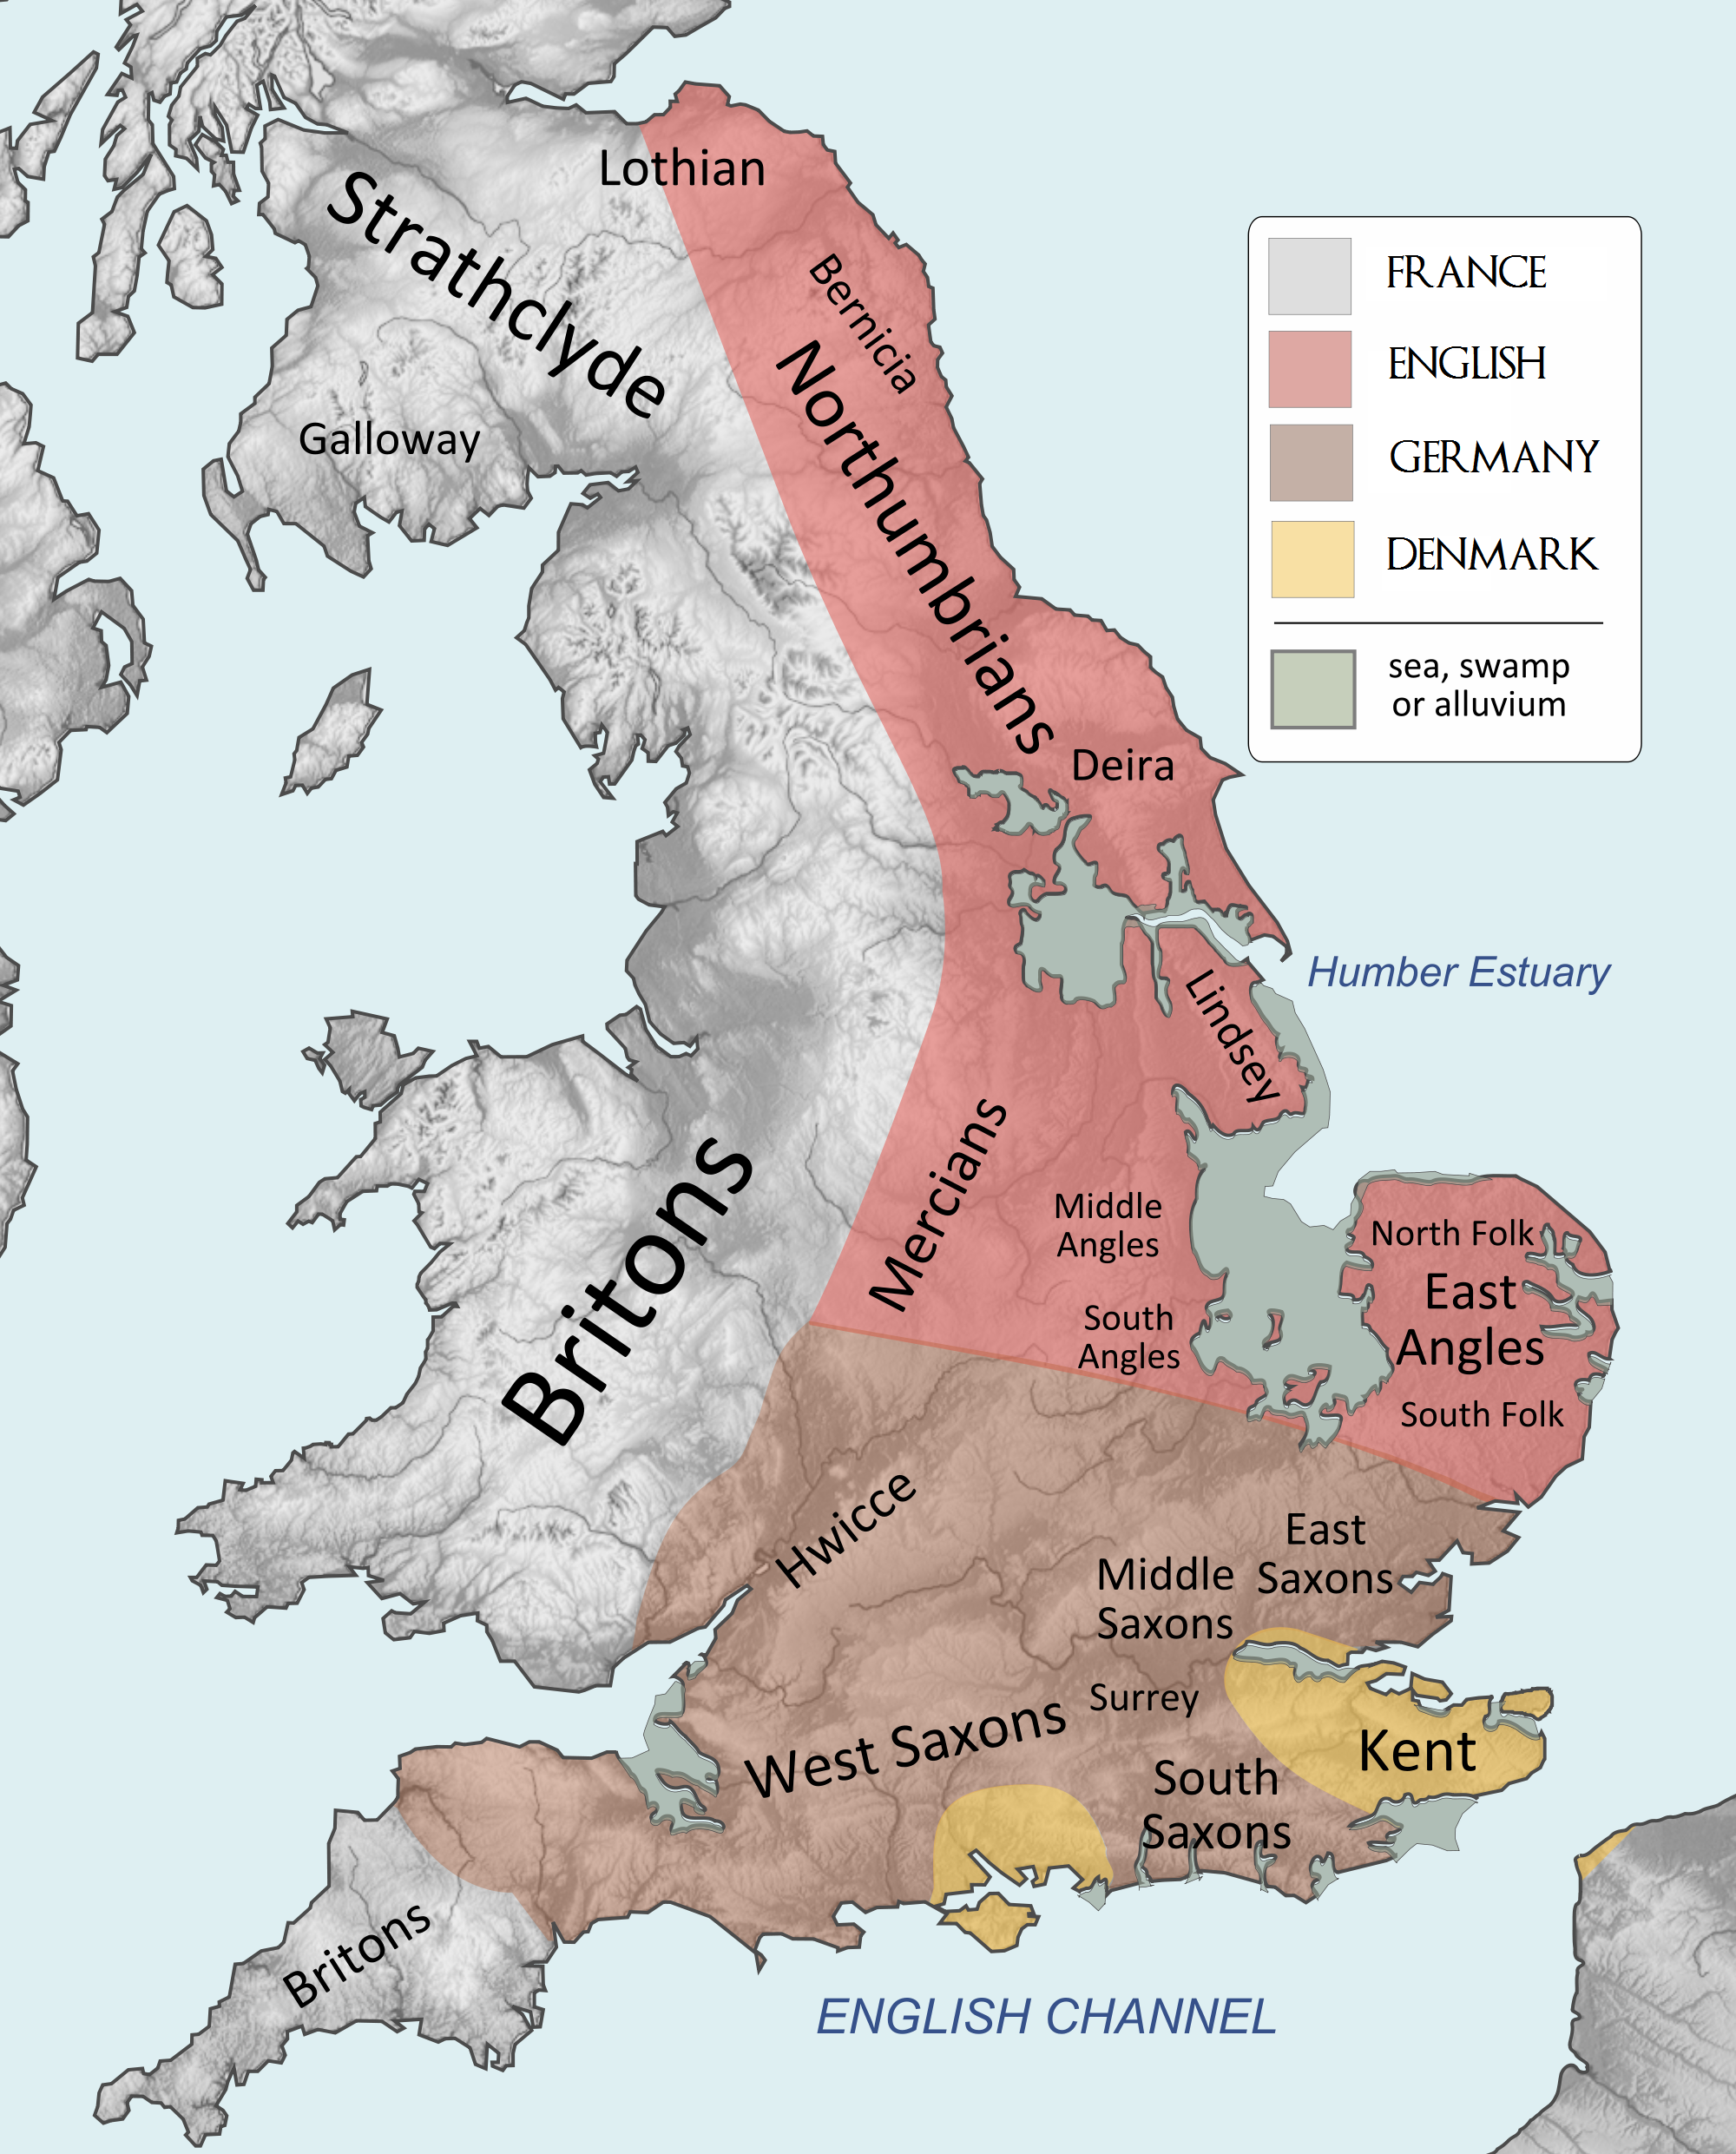 Lothian
Strathclyde
Bernicia
Galloway
Northumbrians
Deira
FRANCE
ENGLISH
GERMANY
DENMARK
sea, swamp
or alluvium
Humber Estuary
Lindsey
Mercians
Middle
Angles
South
Angles
North Folk
East
Angles
South Folk
Britons
Hwicce
East
Saxons
Middle
Saxons
Surrey
West Saxons
Kent
South
Saxons
Britons
ENGLISH CHANNEL